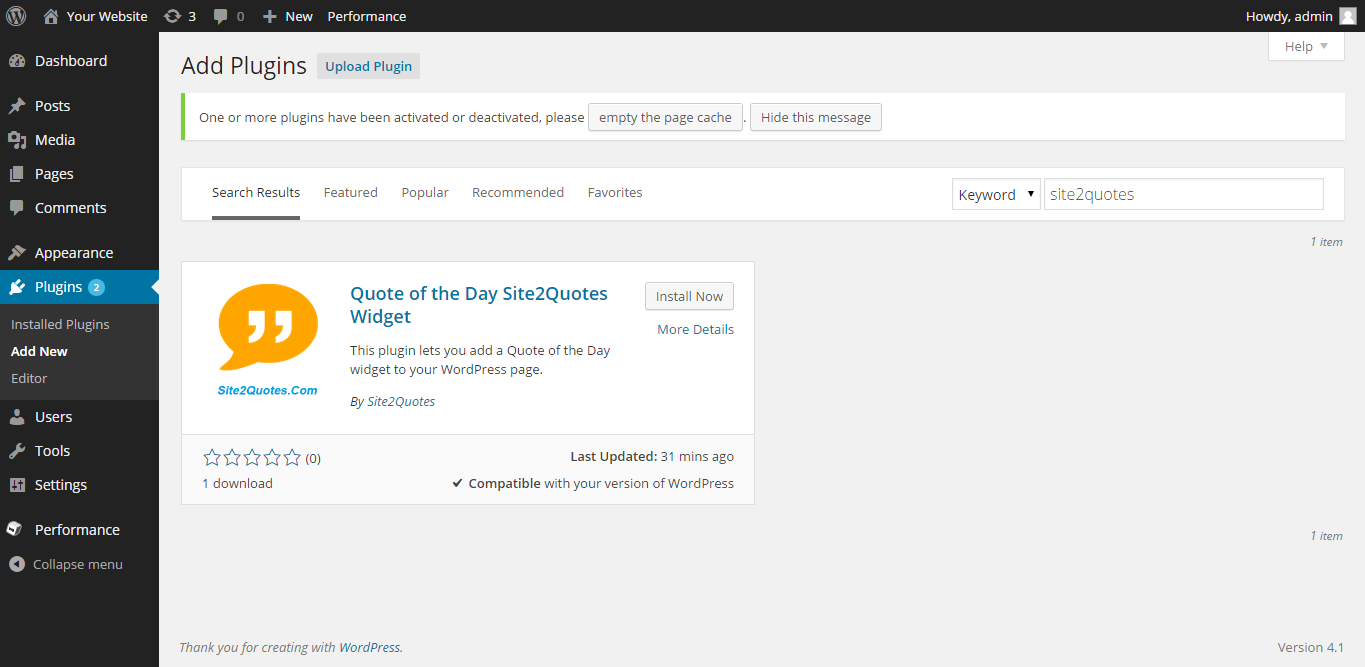 Your Website 3 0 New Performance Howdy, admin
Dashboard
Posts
Media
Pages
Comments
Appearance
Plugins 2
Installed Plugins
Add New
Editor
Users
Tools
Settings
Performance
Collapse menu
Help ▼
Add Plugins Upload Plugin
One or more plugins have been activated or deactivated, please empty the page cache . Hide this message
Search Results Featured Popular Recommended Favorites Keyword ▼ site2quotes
1 item
Site2Quotes.Com
Quote of the Day Site2Quotes
Widget
Install Now
More Details
This plugin lets you add a Quote of the Day
widget to your WordPress page.
By Site2Quotes
(0)
1 download
Last Updated: 31 mins ago
✔ Compatible with your version of WordPress
1 item
Thank you for creating with WordPress.
Version 4.1